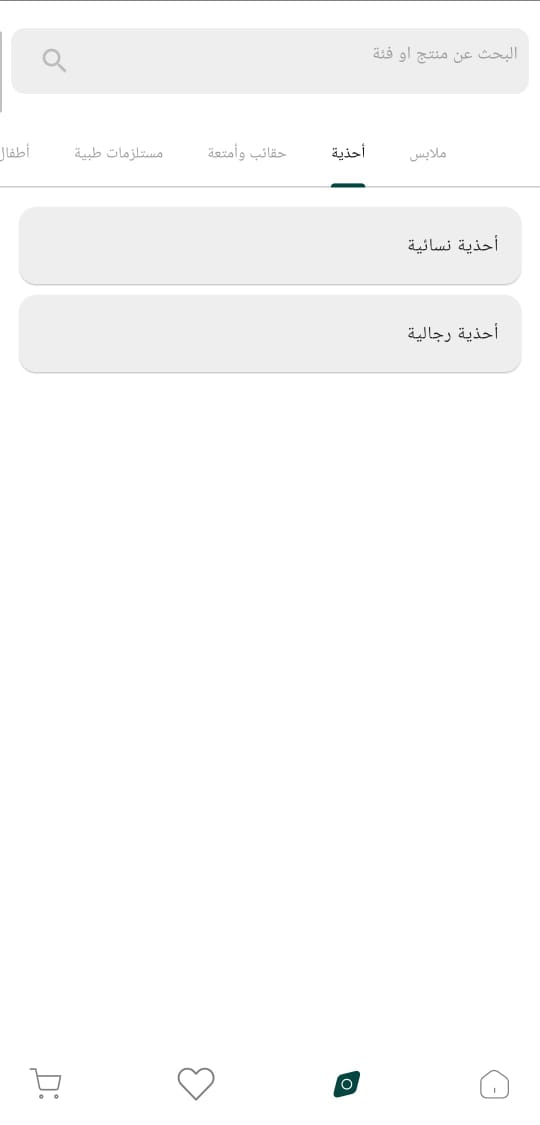 البحث عن منتج او فئة
ملابس أحذية حقائب وأمتعة مستلزمات طبية أطفال
أحذية نسائية
أحذية رجالية